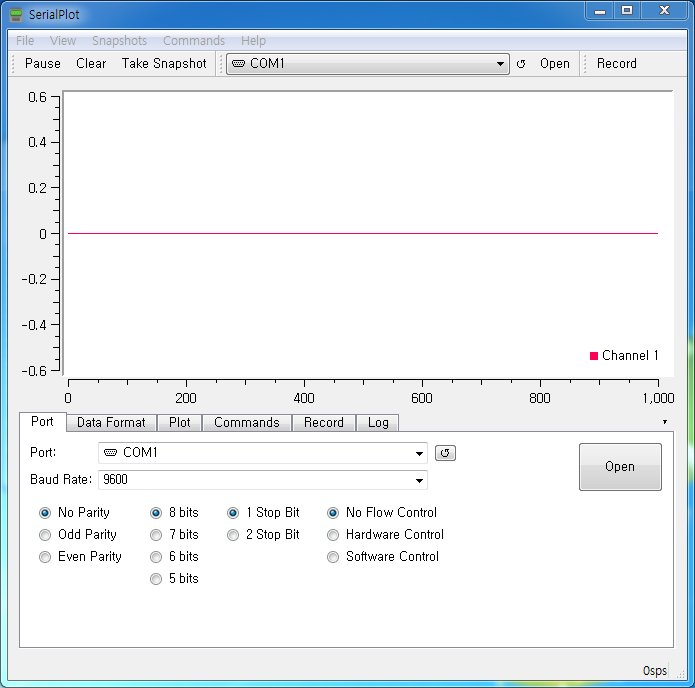 SerialPlot
File View Snapshots Commands Help
Pause Clear Take Snapshot COM1 Open Record
0.6
0.4
0.2
0
-0.2
-0.4
-0.6
Channel 1
0 200 400 600 800 1,000
Port Data Format Plot Commands Record Log
Port: COM1 Open
Baud Rate: 9600
No Parity 8 bits 1 Stop Bit No Flow Control
Odd Parity 7 bits 2 Stop Bit Hardware Control
Even Parity 6 bits Software Control
5 bits
0sps